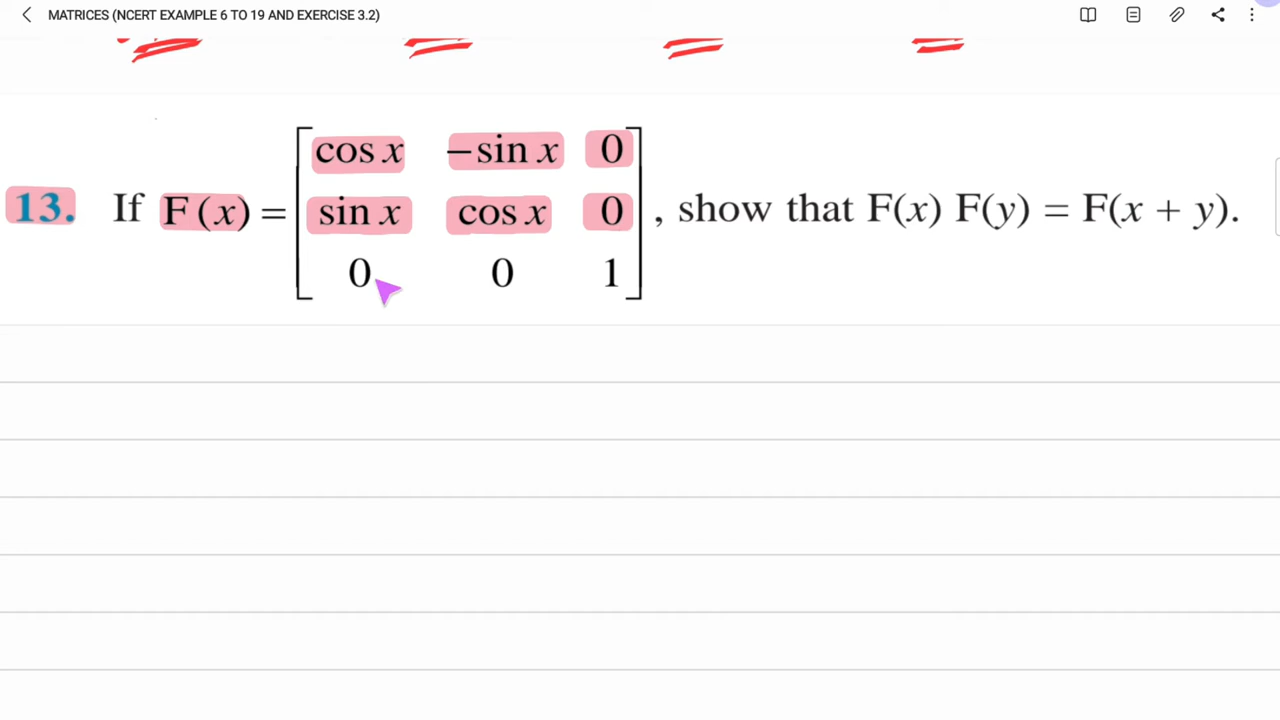 MATRICES (NCERT EXAMPLE 6 TO 19 AND EXERCISE 3.2)
cos x −sin x 0
13. If F (x) = sin x cos x 0 , show that F(x) F(y) = F(x + y).
0 0 1